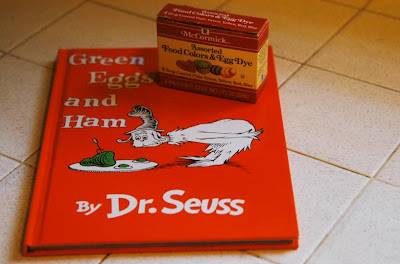 McCormick
Assorted
Food Colors & Egg Dye
Green
Eggs
and
Ham
By Dr. Seuss